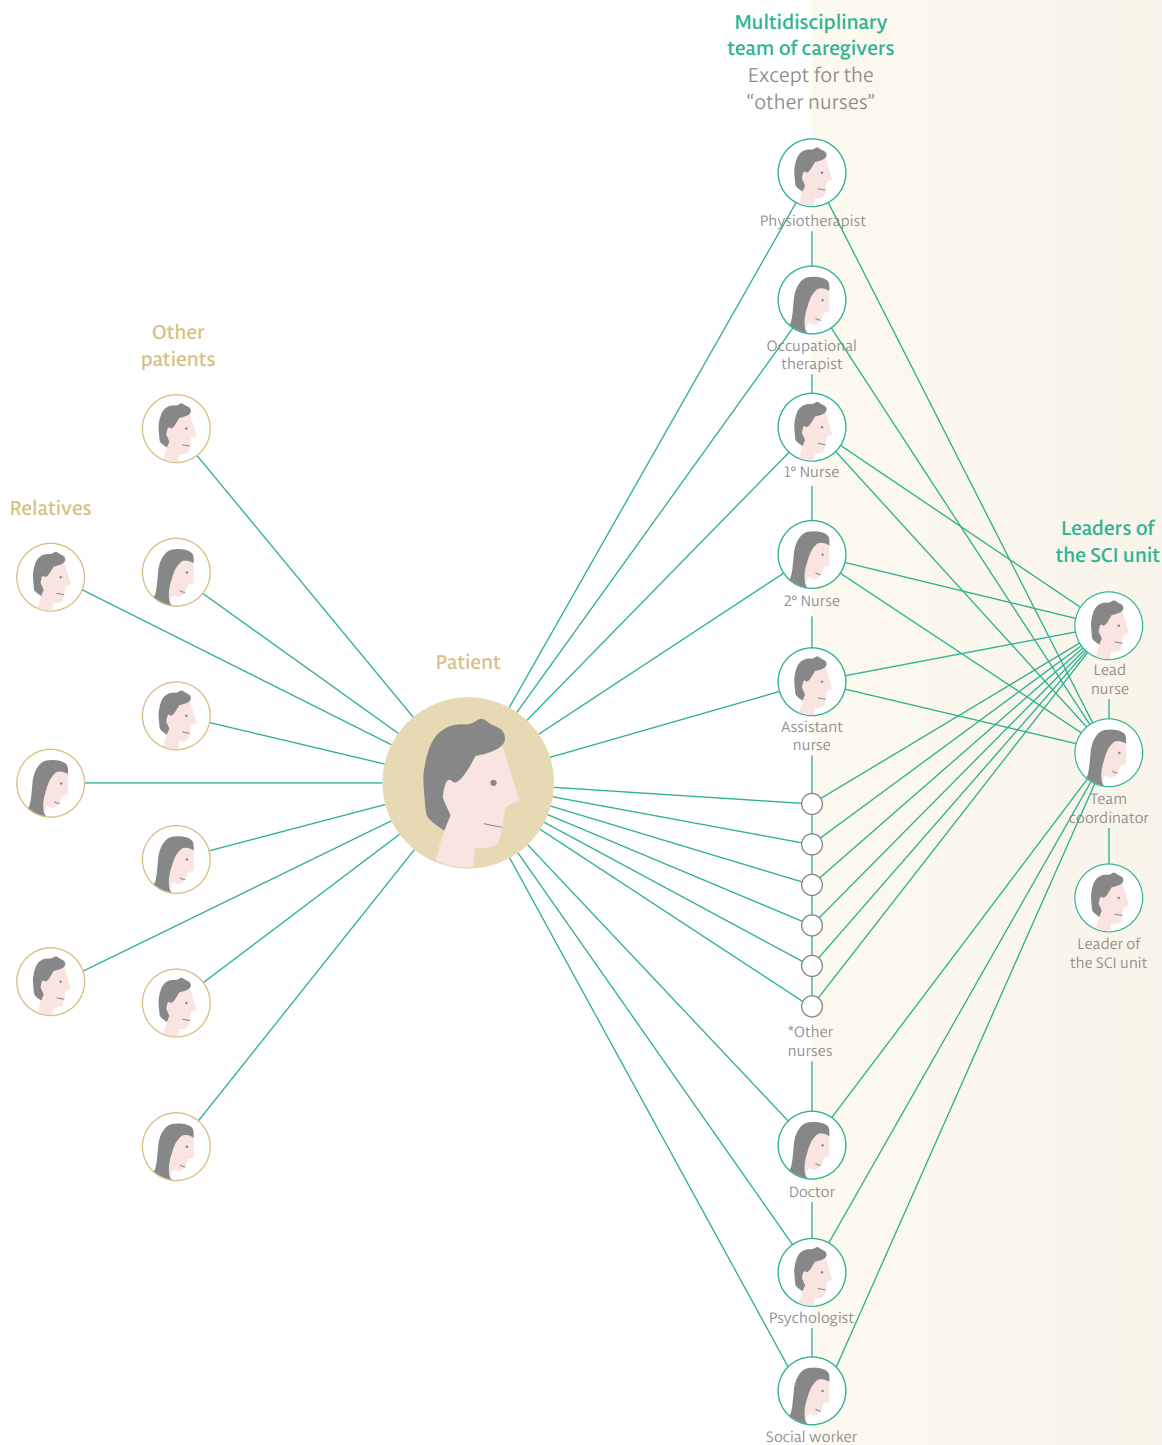 Multidisciplinary
team of caregivers
Except for the
“other nurses”
Physiotherapist
Occupational
therapist
1º Nurse
2º Nurse
Assistant
nurse
*Other
nurses
Doctor
Psychologist
Social worker
Other
patients
Relatives
Patient
Leaders of
the SCI unit
Lead
nurse
Team
coordinator
Leader of
the SCI unit